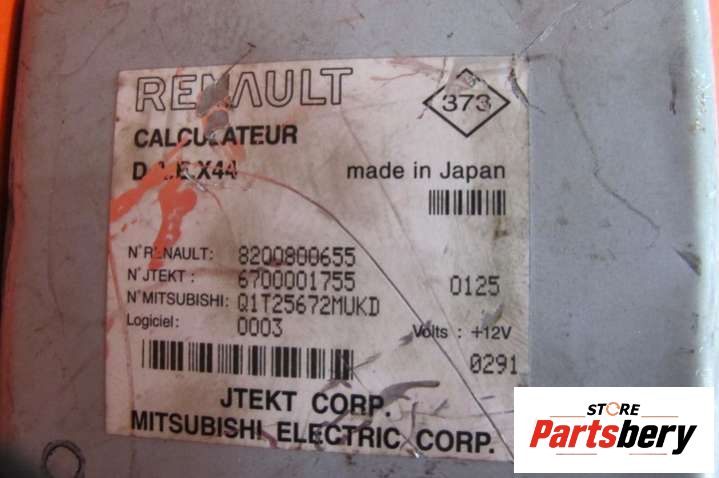 RENAULT
373
CALCULATEUR
X44
made in Japan
N° RENAULT: 8200800655
N° JTEKT: 6700001755
0125
N° MITSUBISHI: Q1T25672MUKD
Logiciel: 0003
Volts : +12V
0291
JTEKT CORP.
MITSUBISHI ELECTRIC CORP.
STORE
Partsbery